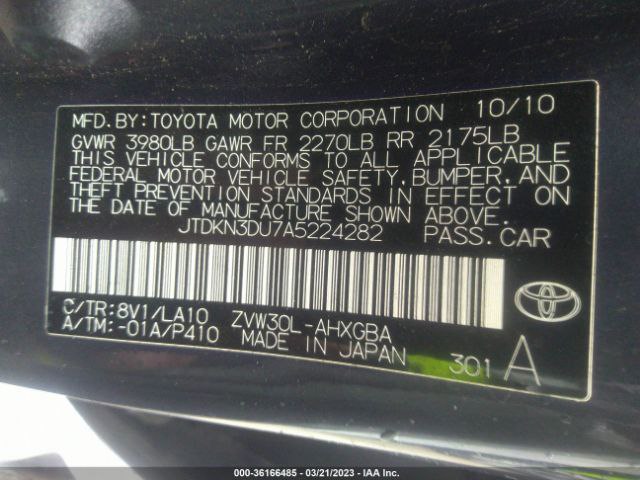 MFD. BY: TOYOTA MOTOR CORPORATION 10/10
GVWR 3980LB GAWR FR 2270LB RR 2175LB
THIS VEHICLE CONFORMS TO ALL APPLICABLE
FEDERAL MOTOR VEHICLE SAFETY, BUMPER, AND
THEFT PREVENTION STANDARDS IN EFFECT ON
THE DATE OF MANUFACTURE SHOWN ABOVE.
JTDKN3DU7A5224282 PASS. CAR
C/TR: 8V1/LA10 ZVW30L-AHXGBA
A/TM: -01A/P410 MADE IN JAPAN 301 A
TOYOTA
000-36166485 - 03/21/2023 - IAA Inc.